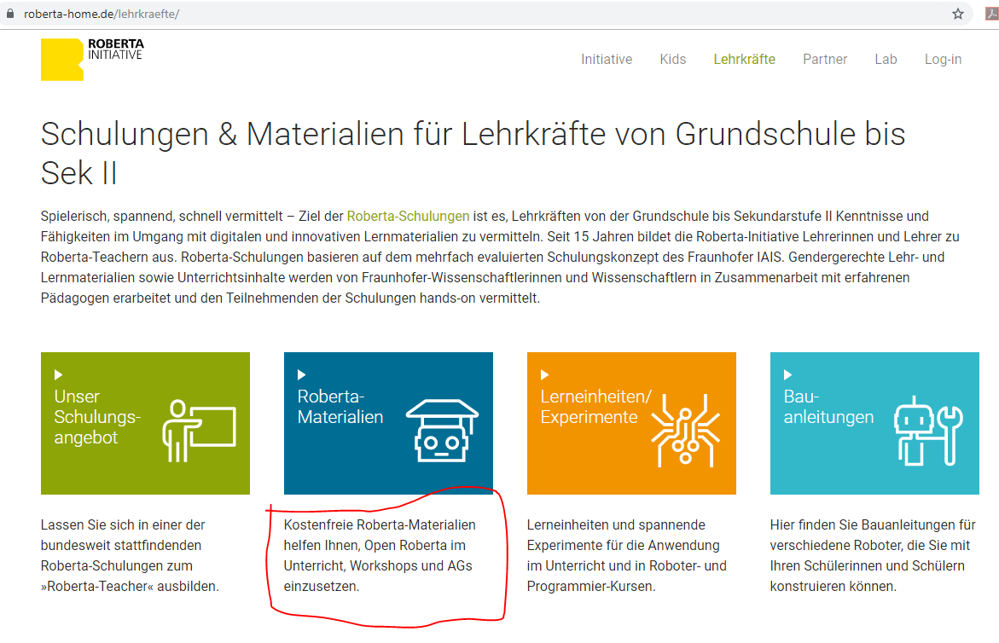 roberta-home.de/lehrkraefte/
ROBERTA
INITIATIVE
Initiative Kids Lehrkräfte Partner Lab Log-in
Schulungen & Materialien für Lehrkräfte von Grundschule bis
Sek II
Spielerisch, spannend, schnell vermittelt – Ziel der Roberta-Schulungen ist es, Lehrkräften von der Grundschule bis Sekundarstufe II Kenntnisse und
Fähigkeiten im Umgang mit digitalen und innovativen Lernmaterialien zu vermitteln. Seit 15 Jahren bildet die Roberta-Initiative Lehrerinnen und Lehrer zu
Roberta-Teachern aus. Roberta-Schulungen basieren auf dem mehrfach evaluierten Schulungskonzept des Fraunhofer IAIS. Gendergerechte Lehr- und
Lernmaterialien sowie Unterrichtsinhalte werden von Fraunhofer-Wissenschaftlerinnen und Wissenschaftlern in Zusammenarbeit mit erfahrenen
Pädagogen erarbeitet und den Teilnehmenden der Schulungen hands-on vermittelt.
Unser
Schulungs-
angebot
Lassen Sie sich in einer der
bundesweit stattfindenden
Roberta-Schulungen zum
»Roberta-Teacher« ausbilden.
Roberta-
Materialien
Kostenfreie Roberta-Materialien
helfen Ihnen, Open Roberta im
Unterricht, Workshops und AGs
einzusetzen.
Lerneinheiten/
Experimente
Lerneinheiten und spannende
Experimente für die Anwendung
im Unterricht und in Roboter- und
Programmier-Kursen.
Bau-
anleitungen
Hier finden Sie Bauanleitungen für
verschiedene Roboter, die Sie mit
Ihren Schülerinnen und Schülern
konstruieren können.